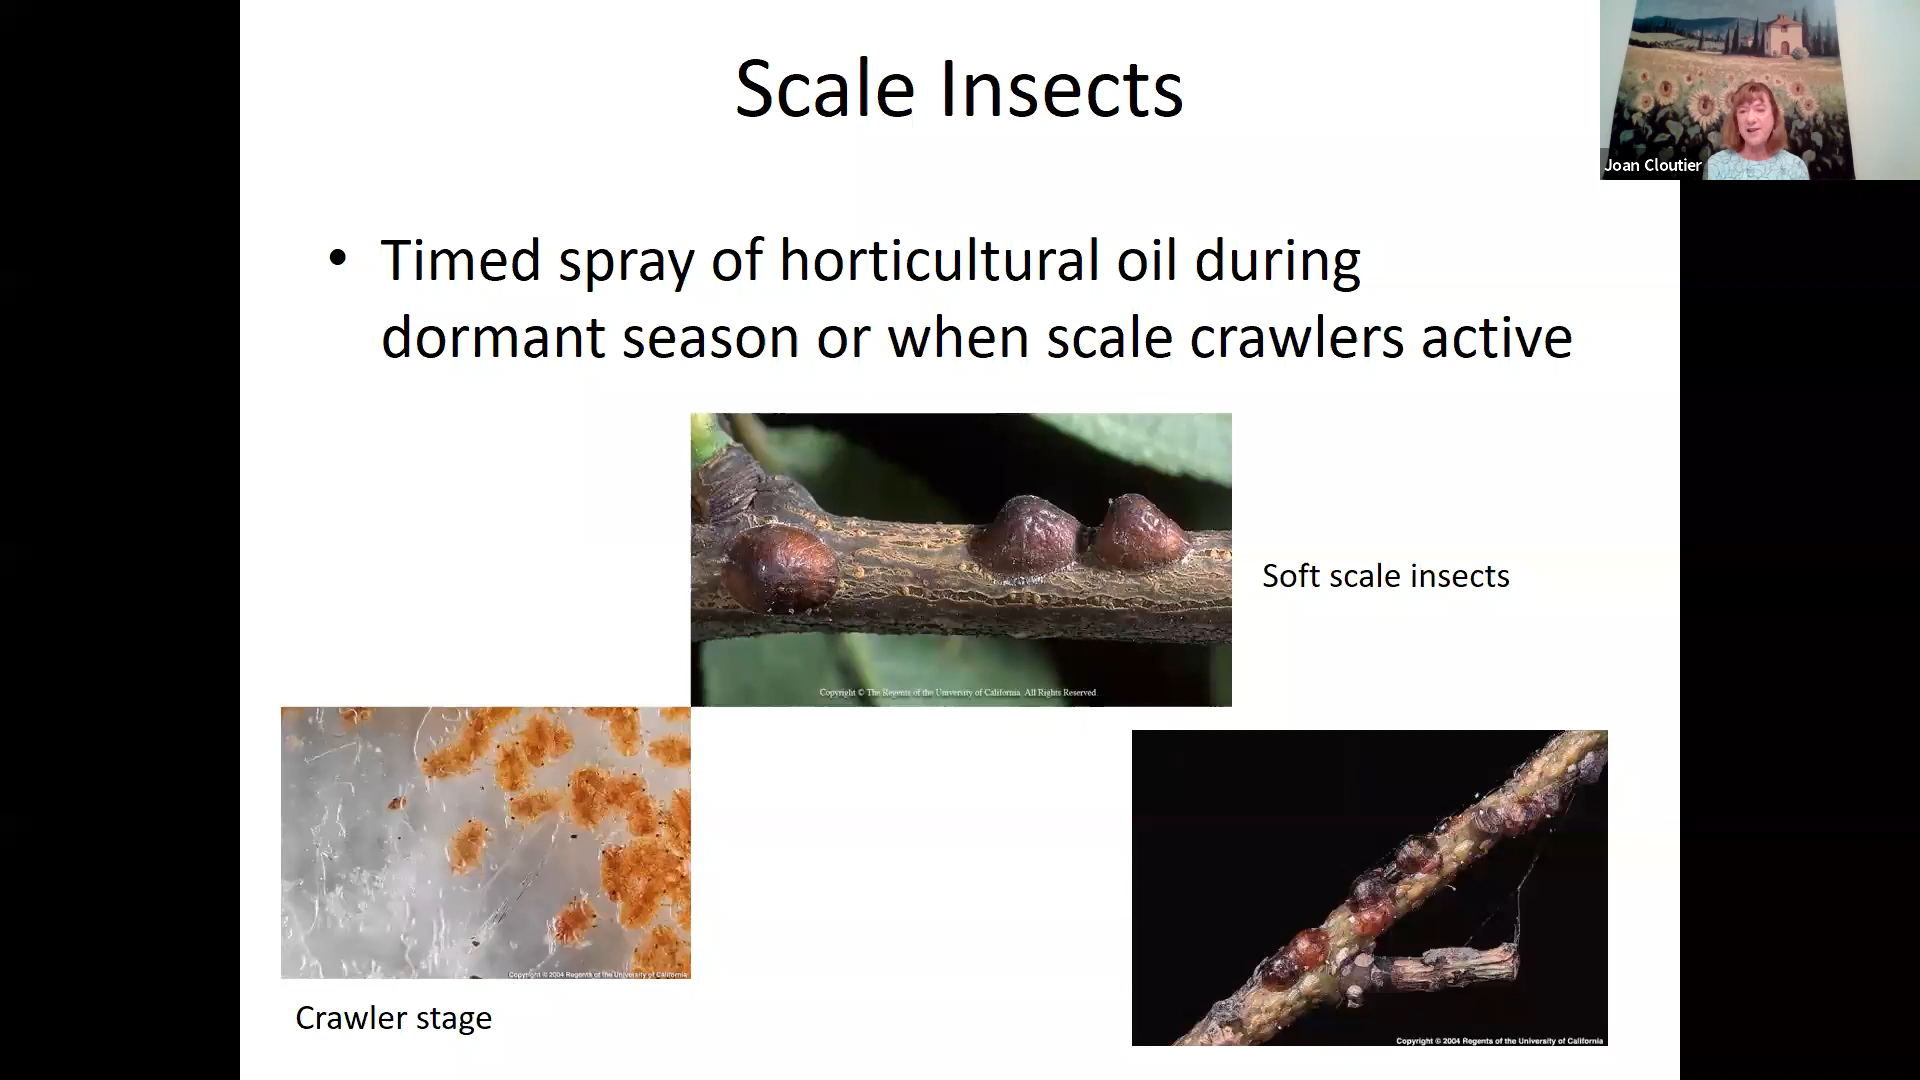 Scale Insects
Joan Cloutier
• Timed spray of horticultural oil during
dormant season or when scale crawlers active
Copyright © The Regents of the University of California. All Rights Reserved.
Soft scale insects
Copyright © 2004 Regents of the University of California
Crawler stage
Copyright © 2004 Regents of the University of California